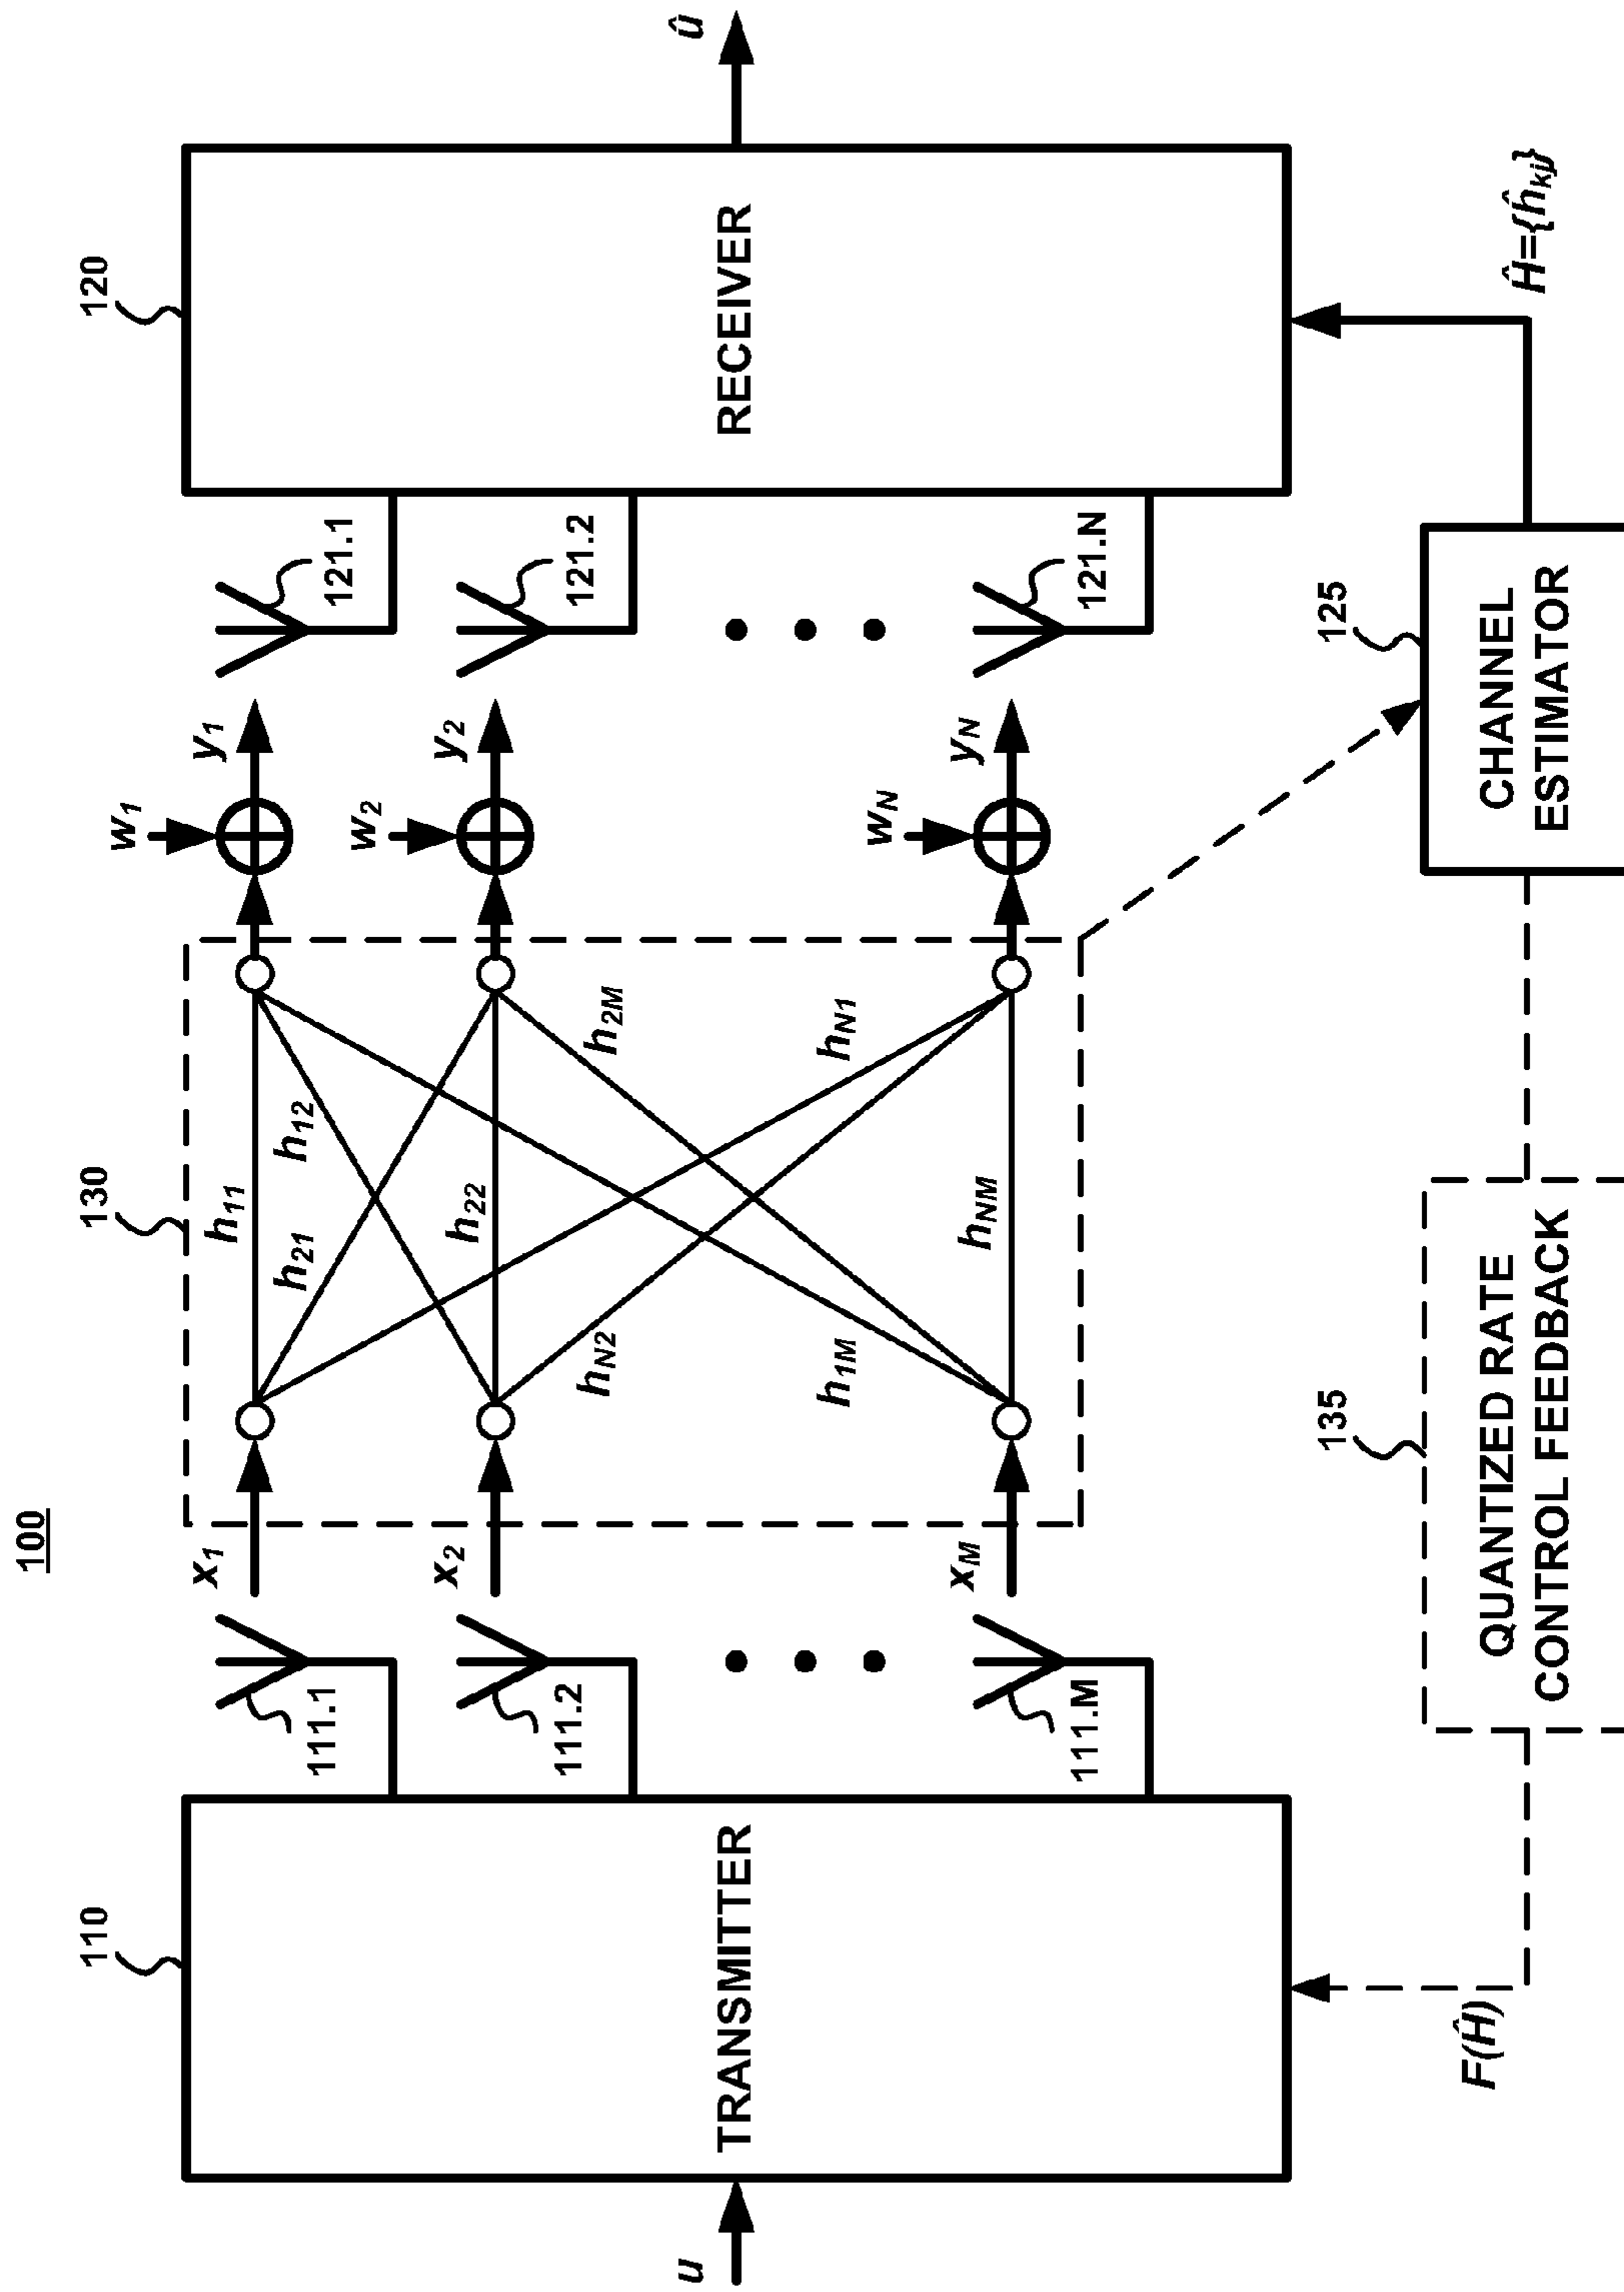 100
110
130
120
u
TRANSMITTER
111.1
111.2
111.M
x1
x2
xM
h11
h21
h12
h22
hN2
h2M
h1M
hN1
hNM
w1
w2
wN
y1
y2
yN
121.1
121.2
121.N
RECEIVER
û
F(Ĥ)
135
QUANTIZED RATE
CONTROL FEEDBACK
125
CHANNEL
ESTIMATOR
Ĥ={ĥkj}